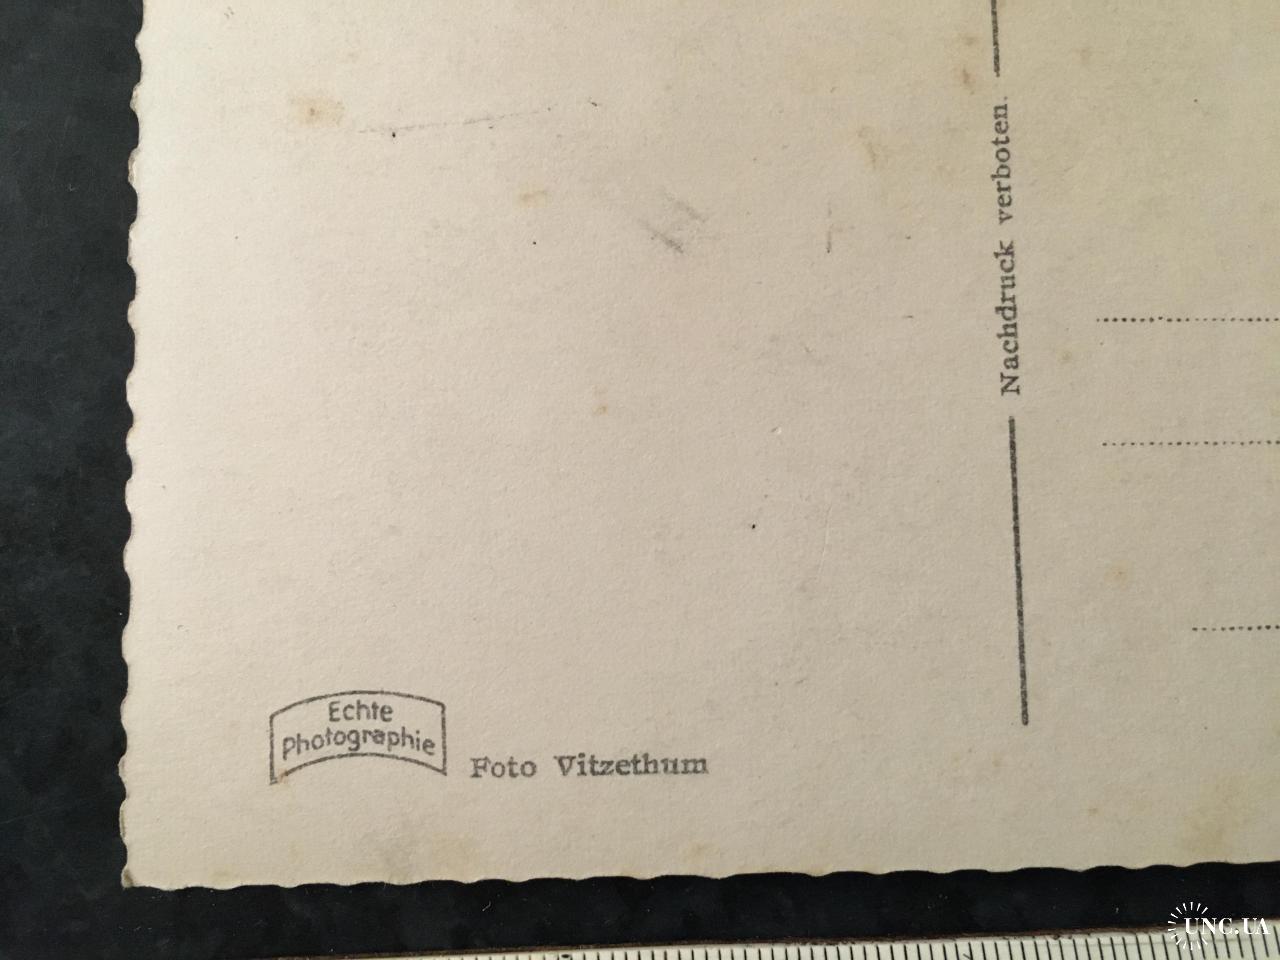 Nachdruck verboten.
Echte
Photographie
Foto Vitzethum
UNC.UA